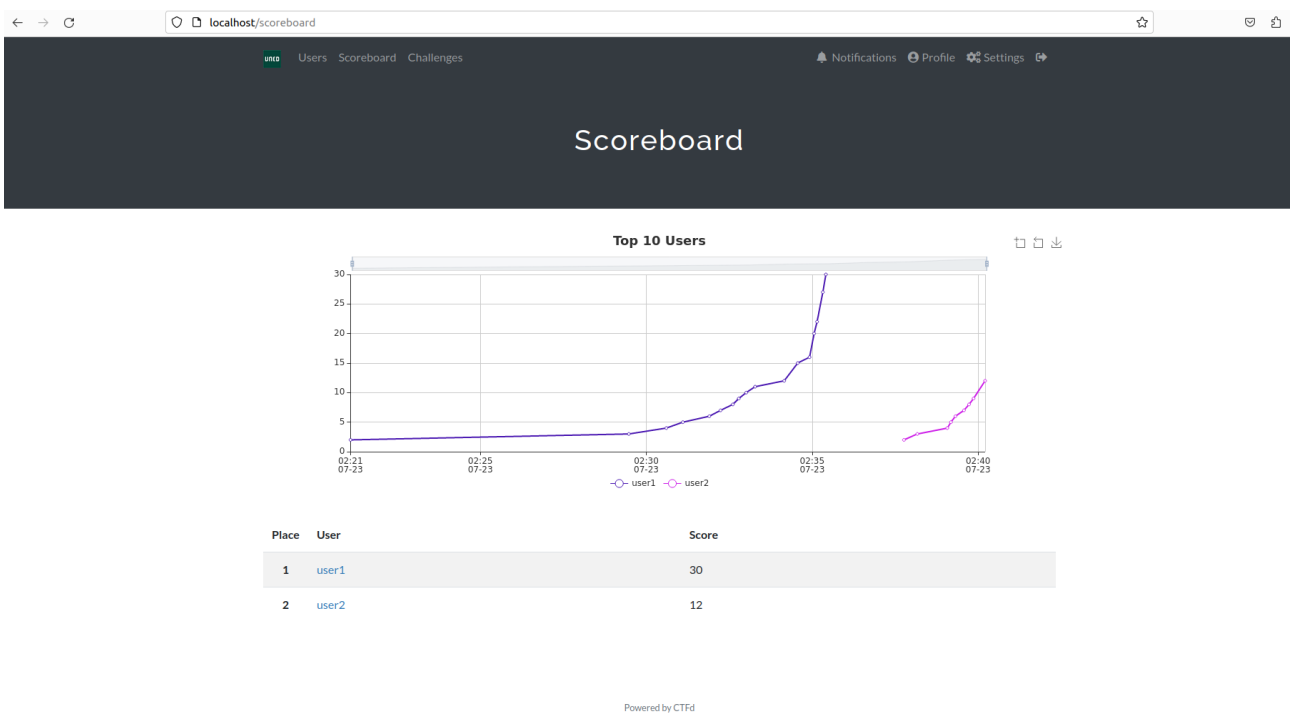 localhost/scoreboard
UNED Users Scoreboard Challenges Notifications Profile Settings
Scoreboard
Top 10 Users
30
25
20
15
10
5
0
02:21 02:25 02:30 02:35 02:40
07-23 07-23 07-23 07-23 07-23
user1 user2
Place User Score
1 user1 30
2 user2 12
Powered by CTFd